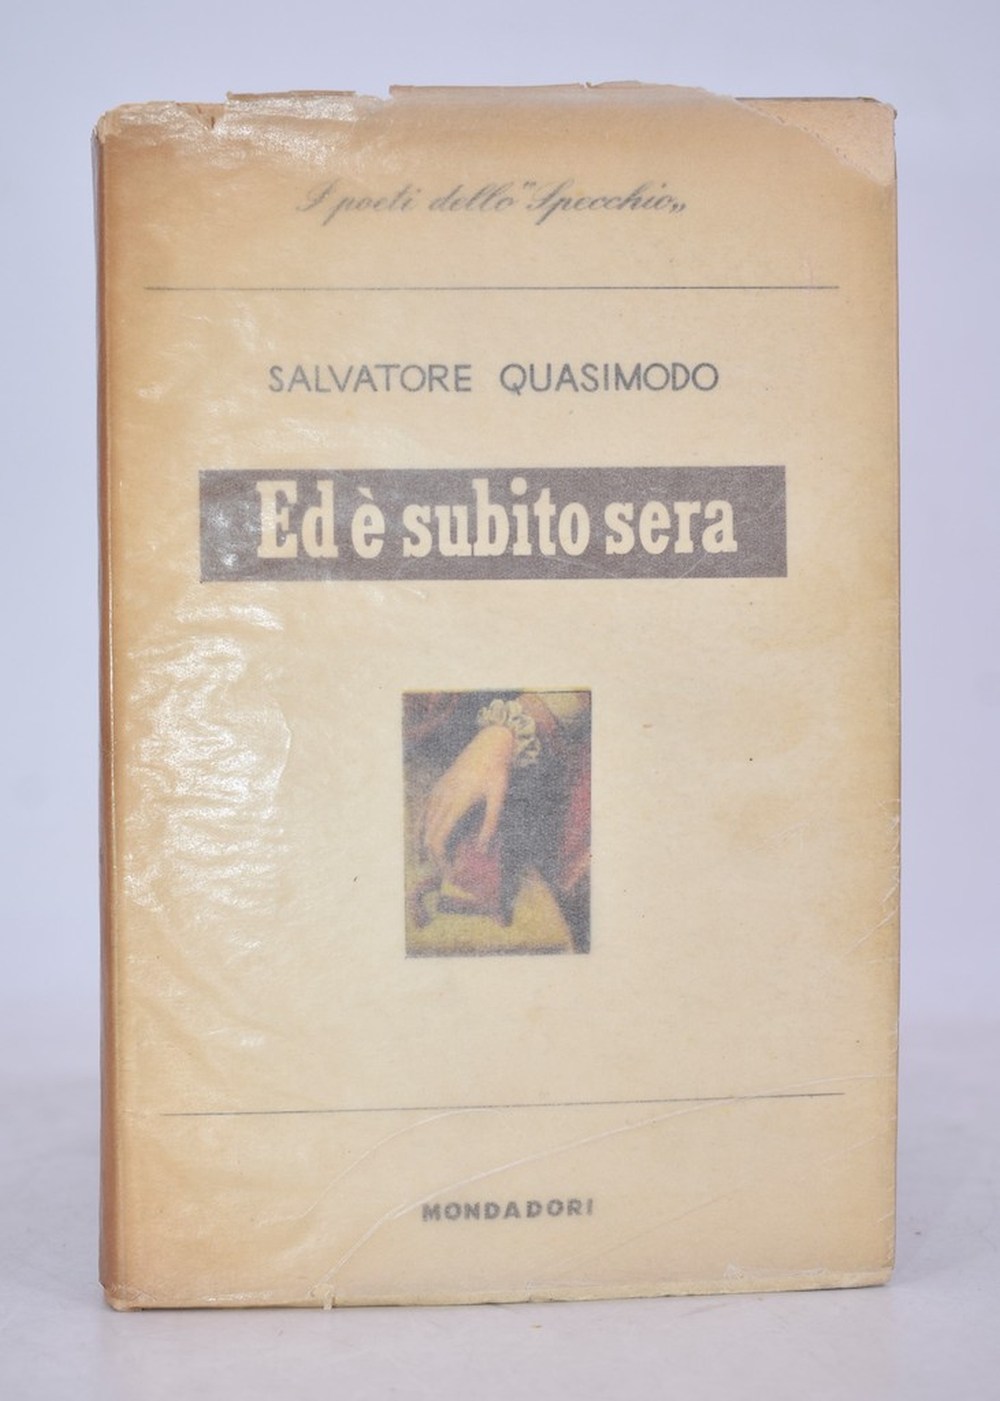 I poeti dello "Specchio„
SALVATORE QUASIMODO
Ed è subito sera
MONDADORI